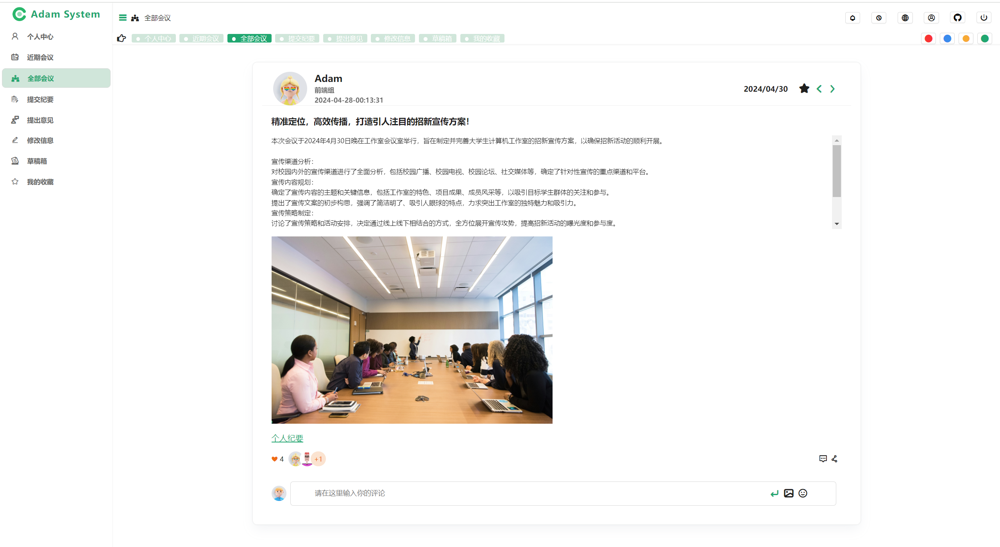 Adam System
个人中心
近期会议
全部会议
提交纪要
提出意见
修改信息
草稿箱
我的收藏
全部会议
个人中心 近期会议 全部会议 提交纪要 提出意见 修改信息 草稿箱 我的收藏
Adam
前端组
2024-04-28-00:13:31
2024/04/30
精准定位，高效传播，打造引人注目的招新宣传方案！
本次会议于2024年4月30日晚在工作室会议室举行，旨在制定并完善大学生计算机工作室的招新宣传方案，以确保招新活动的顺利开展。
宣传渠道分析：
对校园内外的宣传渠道进行了全面分析，包括校园广播、校园电视、校园论坛、社交媒体等，确定了针对性宣传的重点渠道和平台。
宣传内容规划：
确定了宣传内容的主题和关键信息，包括工作室的特色、项目成果、成员风采等，以吸引目标学生群体的关注和参与。
提出了宣传文案的初步构思，强调了简洁明了、吸引人眼球的特点，力求突出工作室的独特魅力和吸引力。
宣传策略制定：
讨论了宣传策略和活动安排，决定通过线上线下相结合的方式，全方位展开宣传攻势，提高招新活动的曝光度和参与度。
个人纪要
4 +1
请在这里输入你的评论